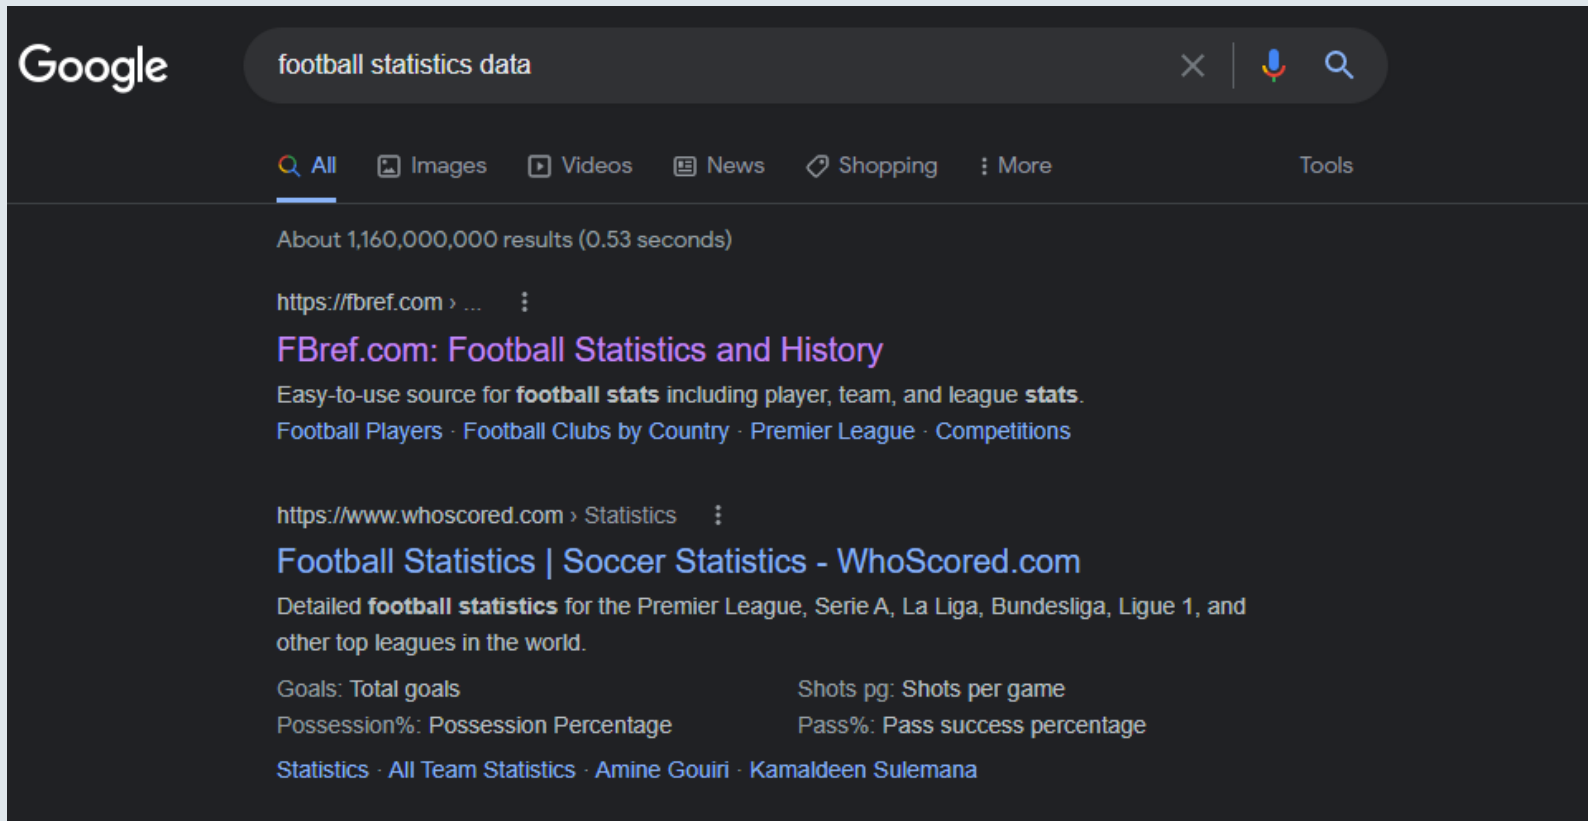 Google football statistics data
All Images Videos News Shopping More Tools
About 1,160,000,000 results (0.53 seconds)
https://fbref.com › ...
FBref.com: Football Statistics and History
Easy-to-use source for football stats including player, team, and league stats.
Football Players · Football Clubs by Country · Premier League · Competitions
https://www.whoscored.com › Statistics
Football Statistics | Soccer Statistics - WhoScored.com
Detailed football statistics for the Premier League, Serie A, La Liga, Bundesliga, Ligue 1, and
other top leagues in the world.
Goals: Total goals Shots pg: Shots per game
Possession%: Possession Percentage Pass%: Pass success percentage
Statistics · All Team Statistics · Amine Gouiri · Kamaldeen Sulemana